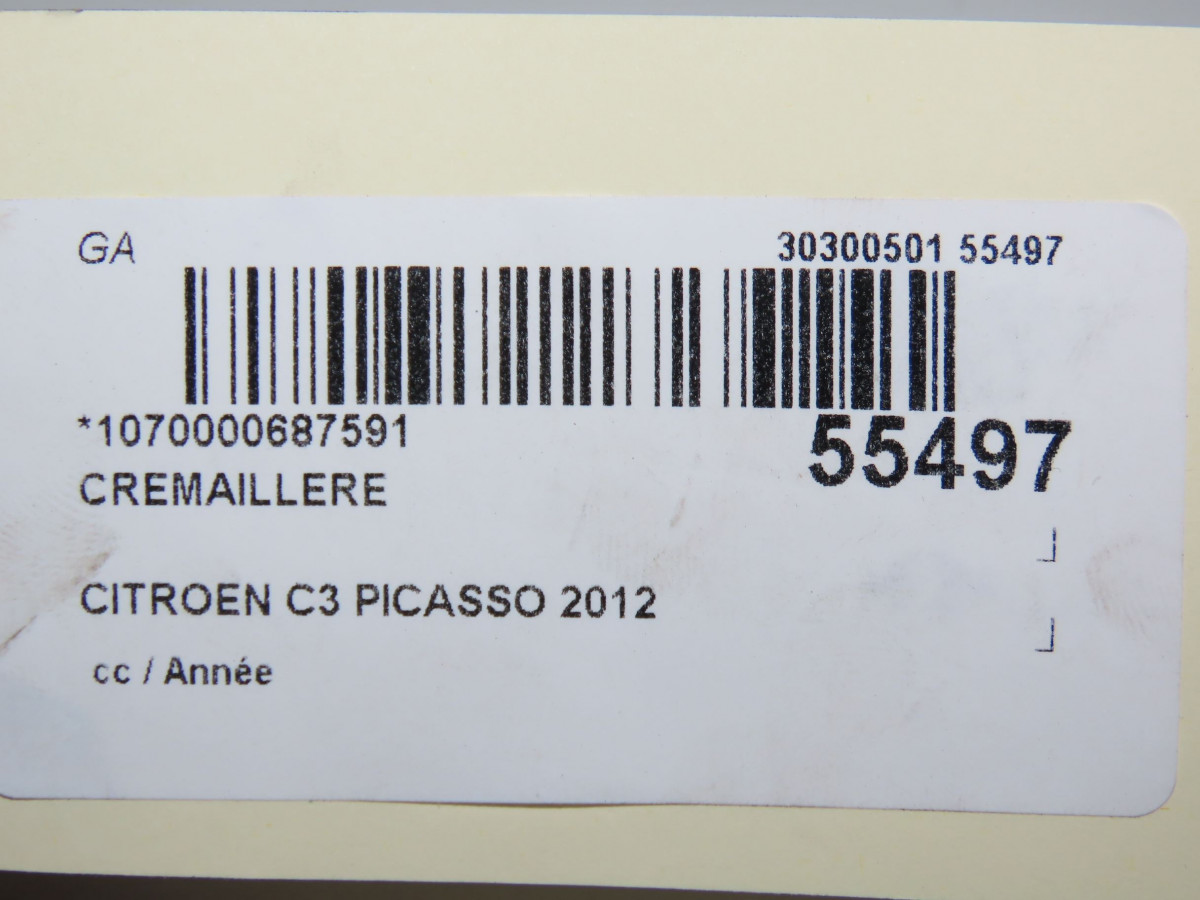 GA
30300501 55497
*1070000687591
55497
CREMAILLERE
CITROEN C3 PICASSO 2012
cc / Année